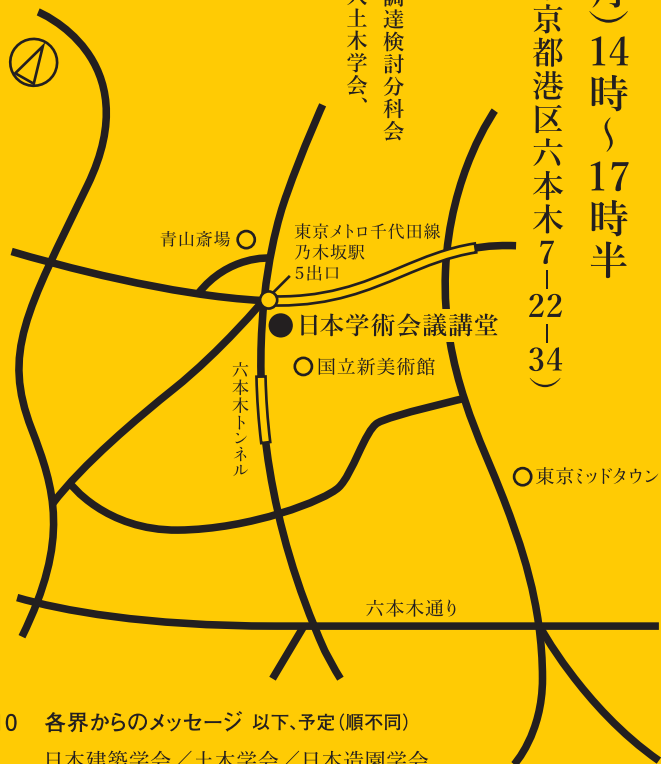 月）14時～17時半
京都港区六本木7―22―34）
調達検討分科会
人土木学会、
青山斎場
東京メトロ千代田線
乃木坂駅
5出口
日本学術会議講堂
国立新美術館
六本木トンネル
東京ミッドタウン
六本木通り
0 各界からのメッセージ 以下、予定（順不同）
日本建築学会／土木学会／日本造園学会